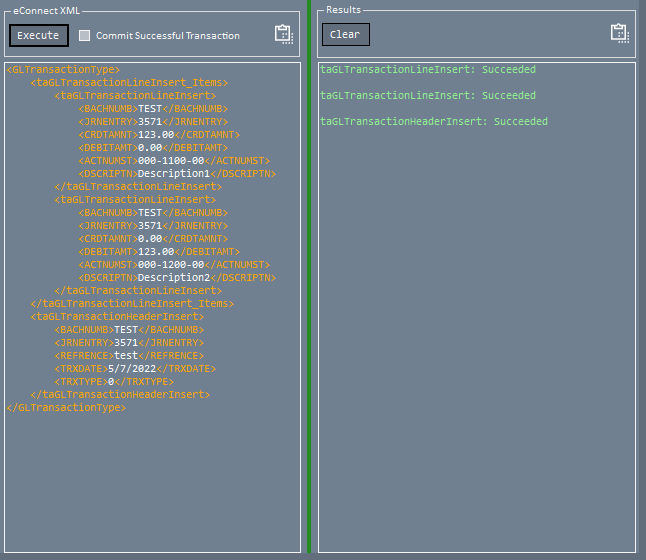 eConnect XML
Execute
Commit Successful Transaction
<GLTransactionType>
<taGLTransactionLineInsert_Items>
<taGLTransactionLineInsert>
<BACHNUMB>TEST</BACHNUMB>
<JRNENTRY>3571</JRNENTRY>
<CRDTAMNT>123.00</CRDTAMNT>
<DEBITAMT>0.00</DEBITAMT>
<ACTNUMST>000-1100-00</ACTNUMST>
<DSCRIPTN>Description1</DSCRIPTN>
</taGLTransactionLineInsert>
<taGLTransactionLineInsert>
<BACHNUMB>TEST</BACHNUMB>
<JRNENTRY>3571</JRNENTRY>
<CRDTAMNT>0.00</CRDTAMNT>
<DEBITAMT>123.00</DEBITAMT>
<ACTNUMST>000-1200-00</ACTNUMST>
<DSCRIPTN>Description2</DSCRIPTN>
</taGLTransactionLineInsert>
</taGLTransactionLineInsert_Items>
<taGLTransactionHeaderInsert>
<BACHNUMB>TEST</BACHNUMB>
<JRNENTRY>3571</JRNENTRY>
<REFRENCE>test</REFRENCE>
<TRXDATE>5/7/2022</TRXDATE>
<TRXTYPE>0</TRXTYPE>
</taGLTransactionHeaderInsert>
</GLTransactionType>
Results
Clear
taGLTransactionLineInsert: Succeeded
taGLTransactionLineInsert: Succeeded
taGLTransactionHeaderInsert: Succeeded